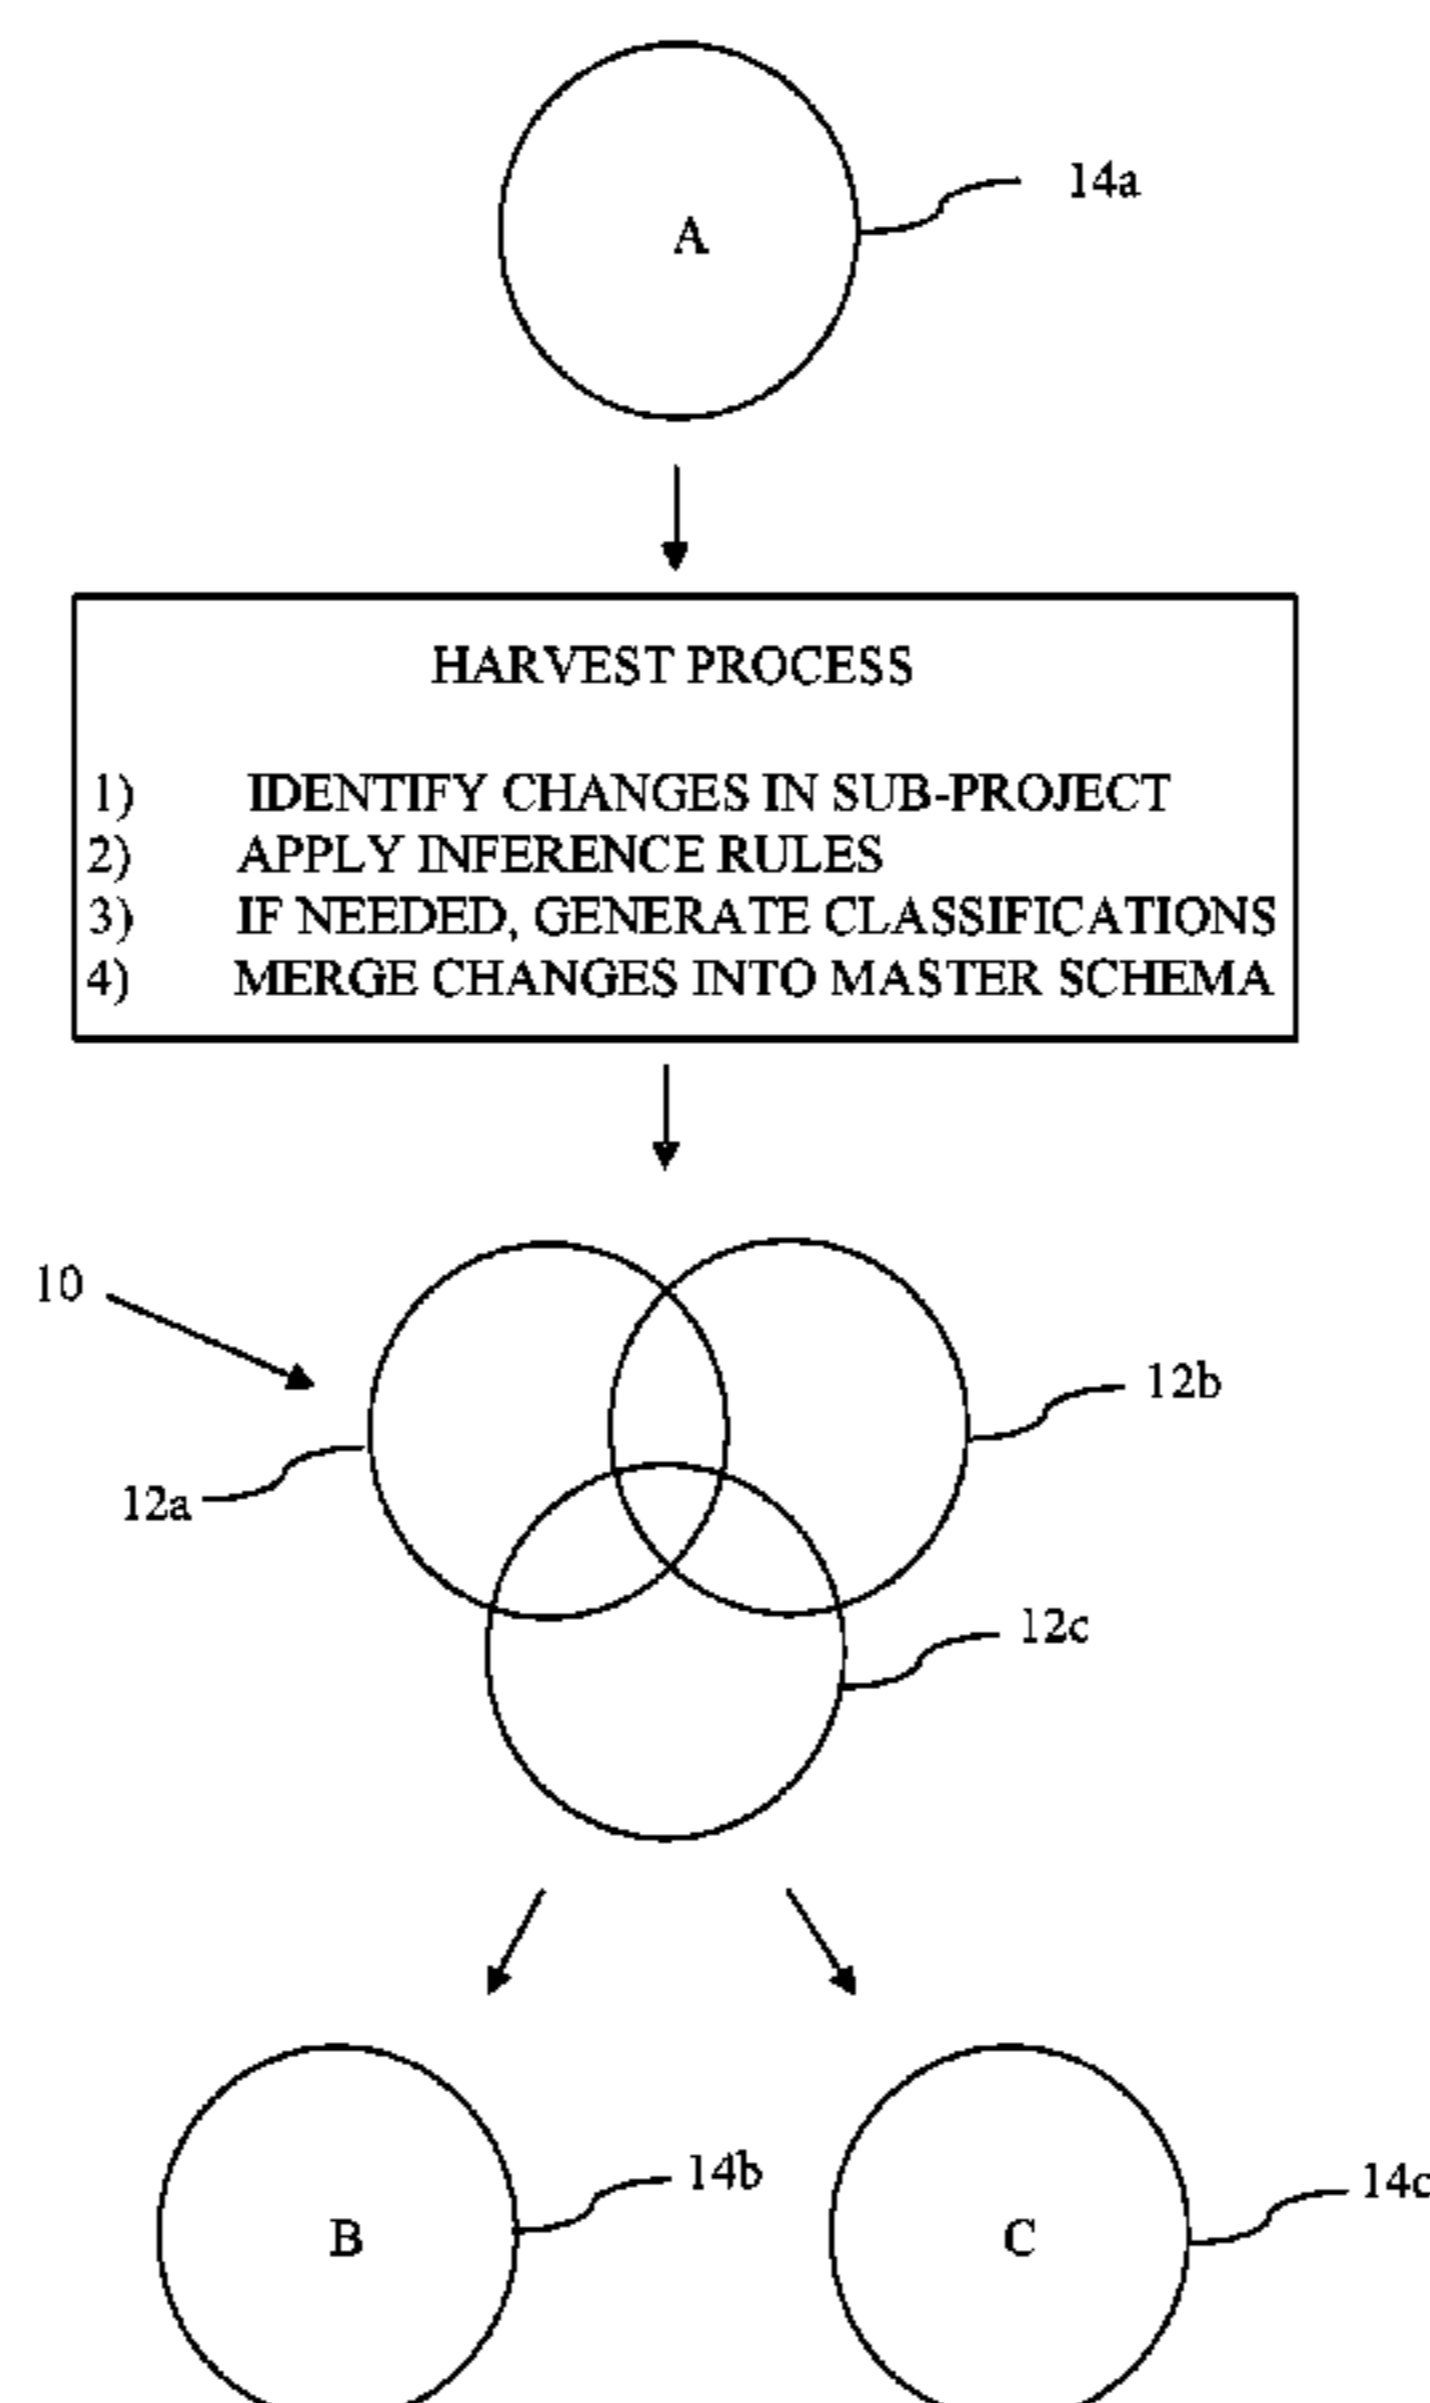 14a
A
HARVEST PROCESS
1) IDENTIFY CHANGES IN SUB-PROJECT
2) APPLY INFERENCE RULES
3) IF NEEDED, GENERATE CLASSIFICATIONS
4) MERGE CHANGES INTO MASTER SCHEMA
10
12b
12a
12c
14b
14c
B
C